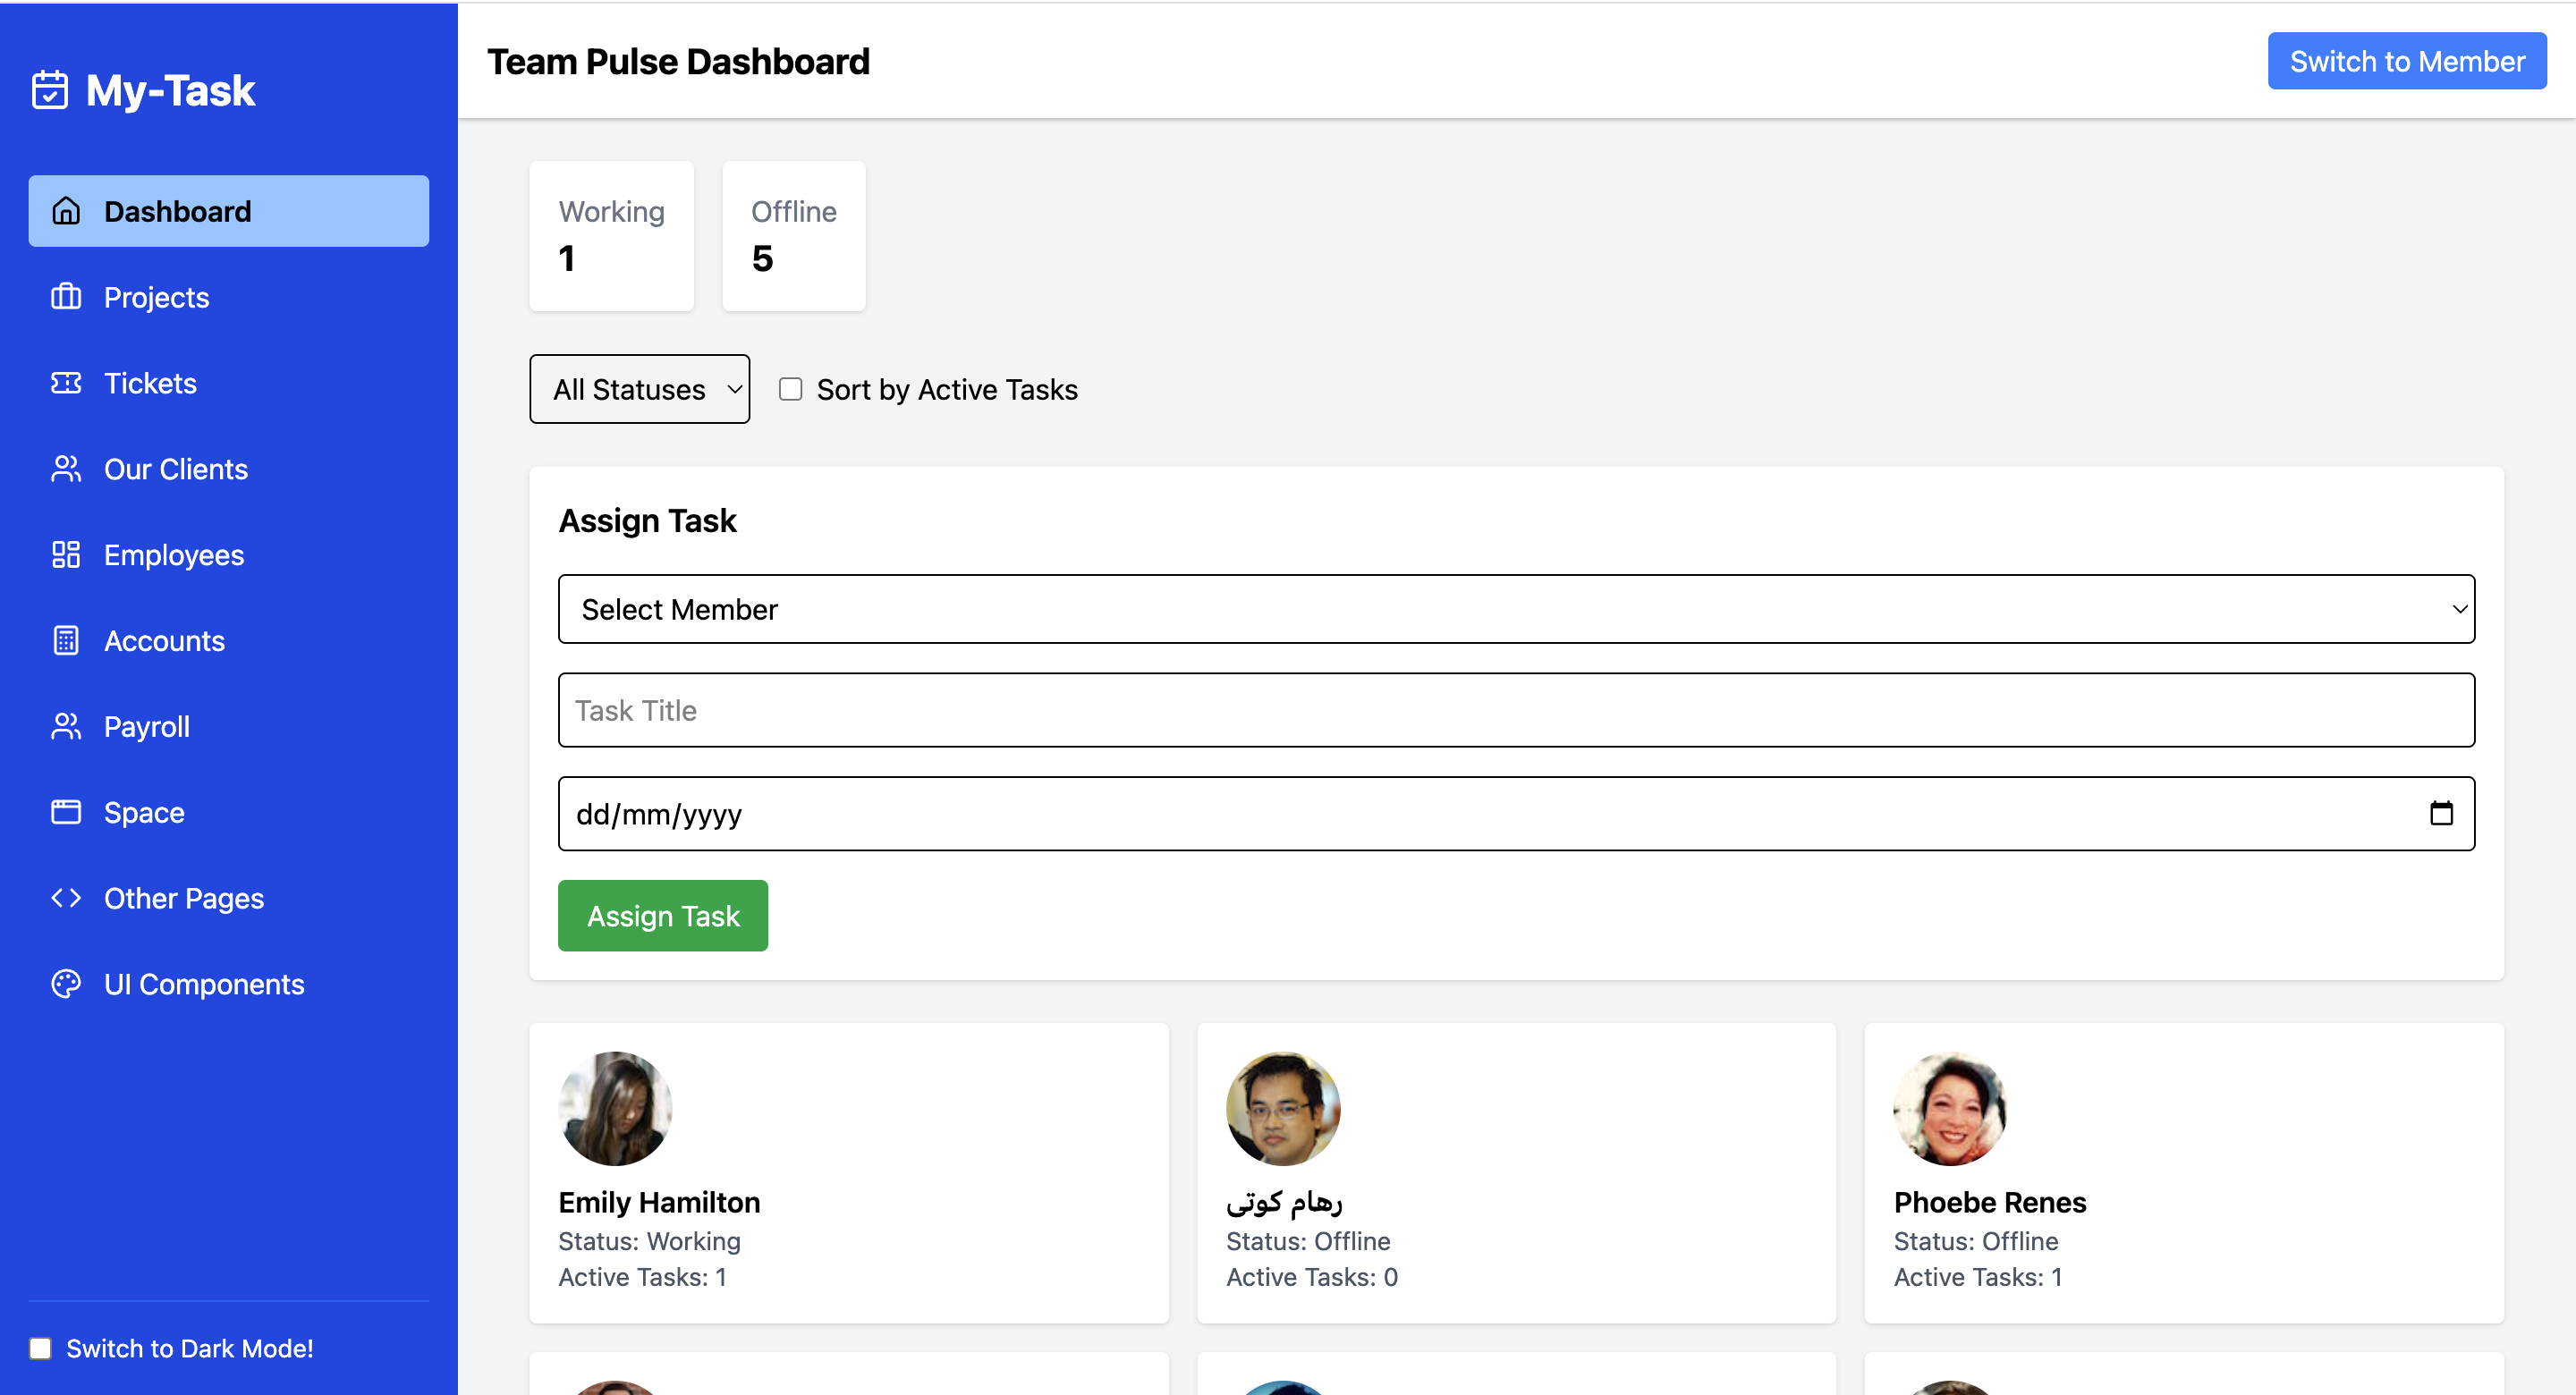 My-Task
Dashboard
Projects
Tickets
Our Clients
Employees
Accounts
Payroll
Space
Other Pages
UI Components
Switch to Dark Mode!
Team Pulse Dashboard
Switch to Member
Working
1
Offline
5
All Statuses
Sort by Active Tasks
Assign Task
Select Member
Task Title
dd/mm/yyyy
Assign Task
Emily Hamilton
Status: Working
Active Tasks: 1
رهام کوتی
Status: Offline
Active Tasks: 0
Phoebe Renes
Status: Offline
Active Tasks: 1